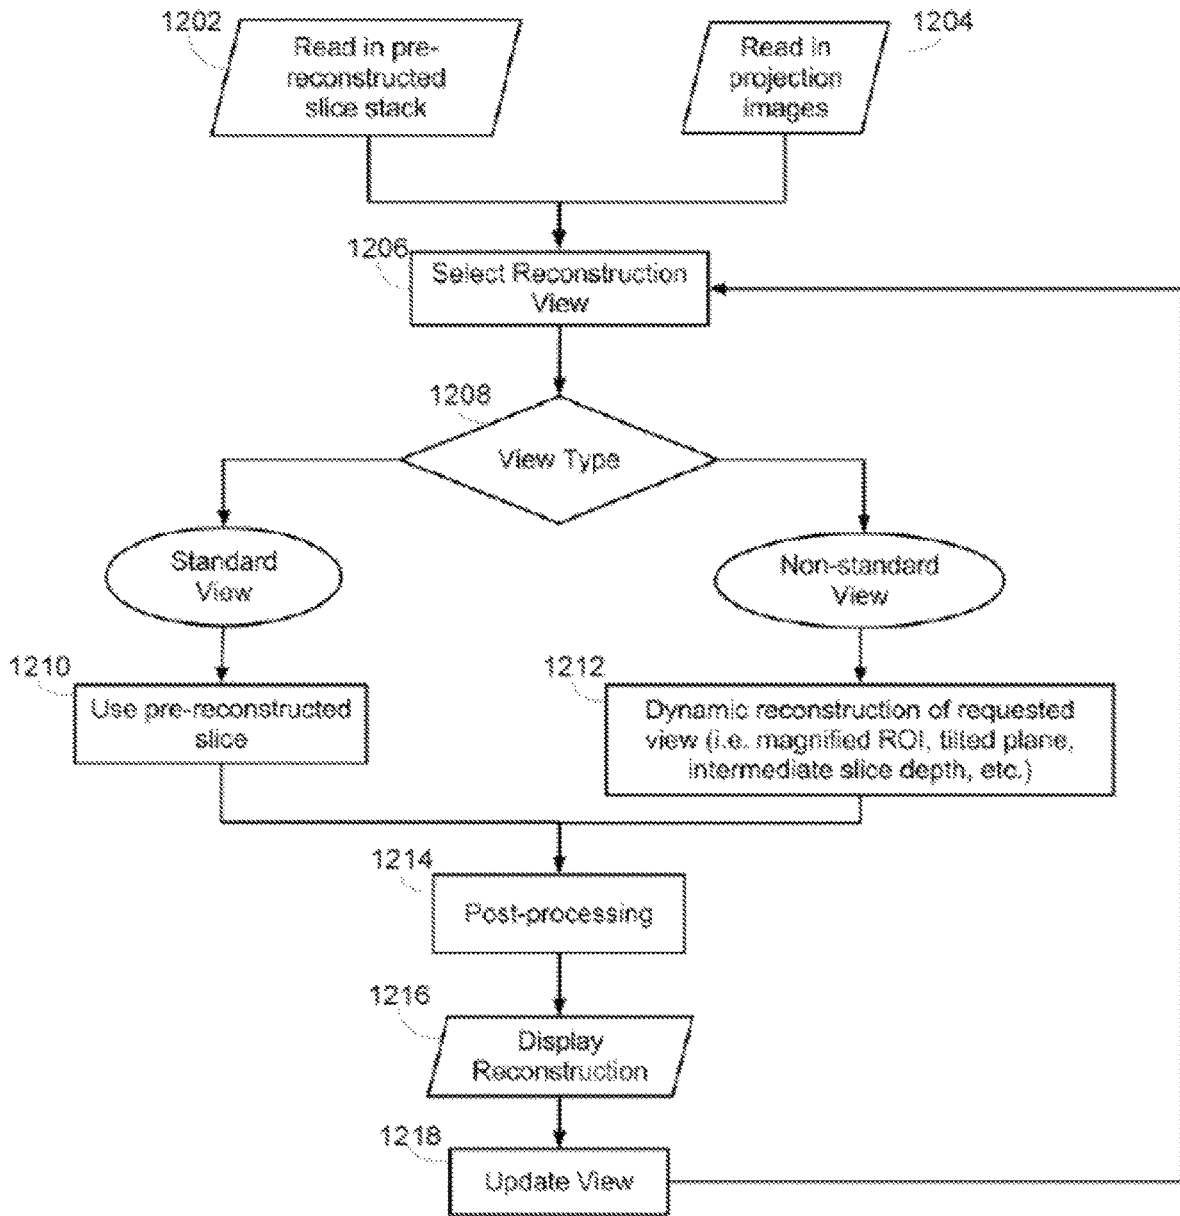 1202
Read in pre-
reconstructed
slice stack
1204
Read in
projection
images
1206
Select Reconstruction
View
1208
View Type
Standard
View
Non-standard
View
1210
Use pre-reconstructed
slice
1212
Dynamic reconstruction of requested
view (i.e. magnified ROI, tilted plane,
intermediate slice depth, etc.)
1214
Post-processing
1216
Display
Reconstruction
1218
Update View